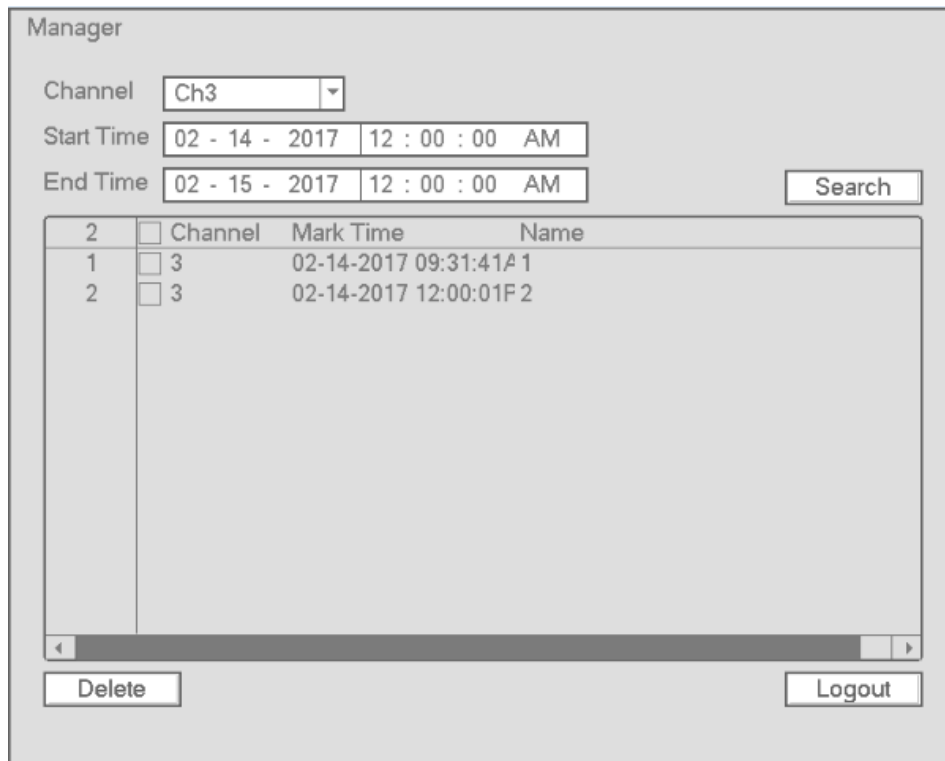 Manager
Channel Ch3
Start Time 02 - 14 - 2017 12 : 00 : 00 AM
End Time 02 - 15 - 2017 12 : 00 : 00 AM
Search
2 Channel Mark Time Name
1 3 02-14-2017 09:31:41A 1
2 3 02-14-2017 12:00:01P 2
Delete
Logout